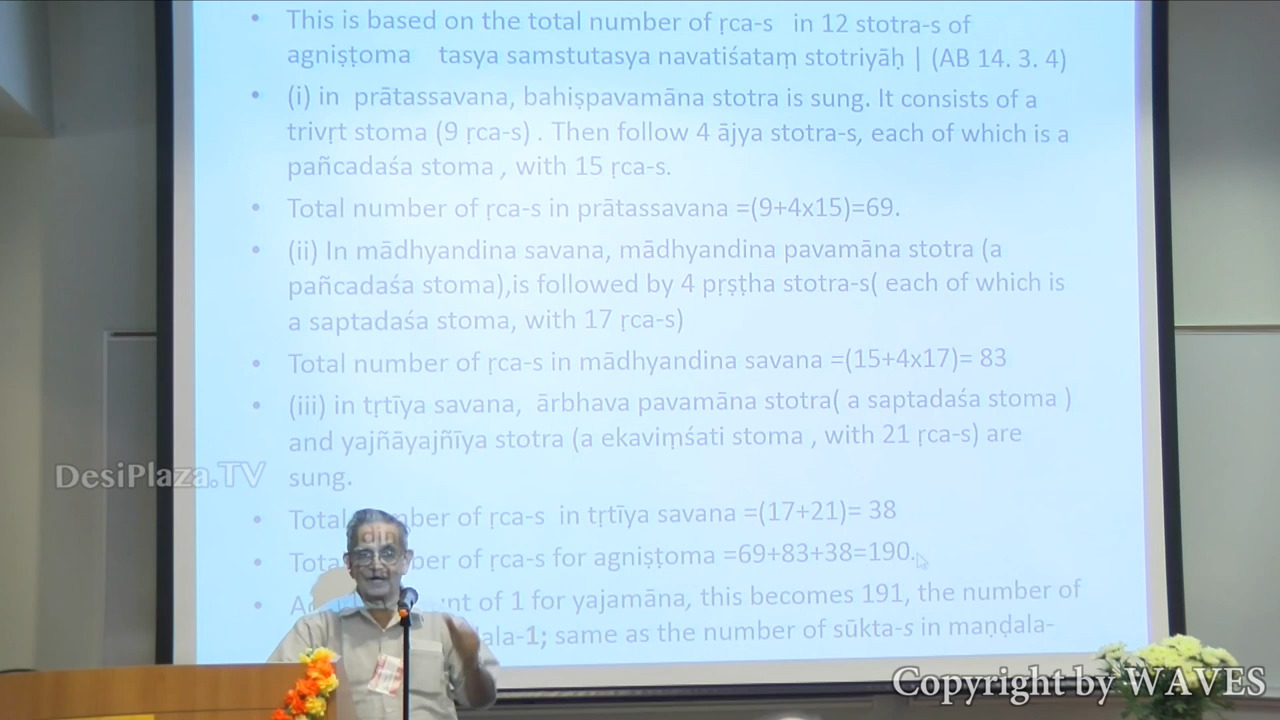 • This is based on the total number of ṛca-s in 12 stotra-s of
agniṣṭoma tasya samstutasya navatiśataṃ stotriyāḥ | (AB 14. 3. 4)
• (i) in prātassavana, bahiṣpavamāna stotra is sung. It consists of a
trivṛt stoma (9 ṛca-s) . Then follow 4 ājya stotra-s, each of which is a
pañcadaśa stoma , with 15 ṛca-s.
• Total number of ṛca-s in prātassavana =(9+4x15)=69.
• (ii) In mādhyandina savana, mādhyandina pavamāna stotra (a
pañcadaśa stoma),is followed by 4 pṛṣṭha stotra-s( each of which is
a saptadaśa stoma, with 17 ṛca-s)
• Total number of ṛca-s in mādhyandina savana =(15+4x17)= 83
• (iii) in tṛtīya savana, ārbhava pavamāna stotra( a saptadaśa stoma )
and yajñāyajñīya stotra (a ekaviṃśati stoma , with 21 ṛca-s) are
sung.
DesiPlaza.TV
• Total number of ṛca-s in tṛtīya savana =(17+21)= 38
• of ṛca-s for agniṣṭoma =69+83+38=190.
• of 1 for yajamāna, this becomes 191, the number of
1; same as the number of sūkta-s in maṇḍala-
Copyright by WAVES